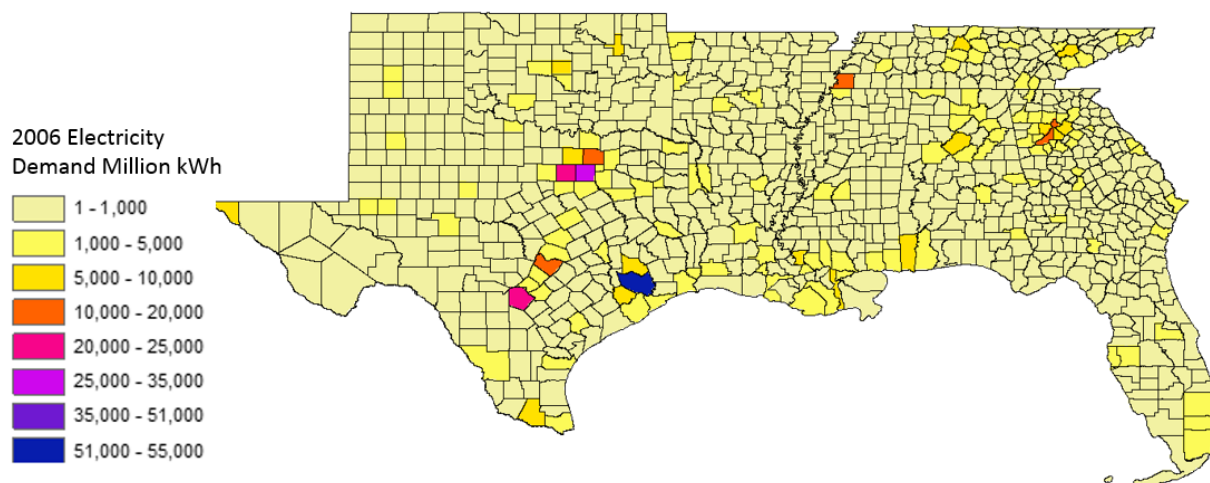 2006 Electricity
Demand Million kWh
1 - 1,000
1,000 - 5,000
5,000 - 10,000
10,000 - 20,000
20,000 - 25,000
25,000 - 35,000
35,000 - 51,000
51,000 - 55,000